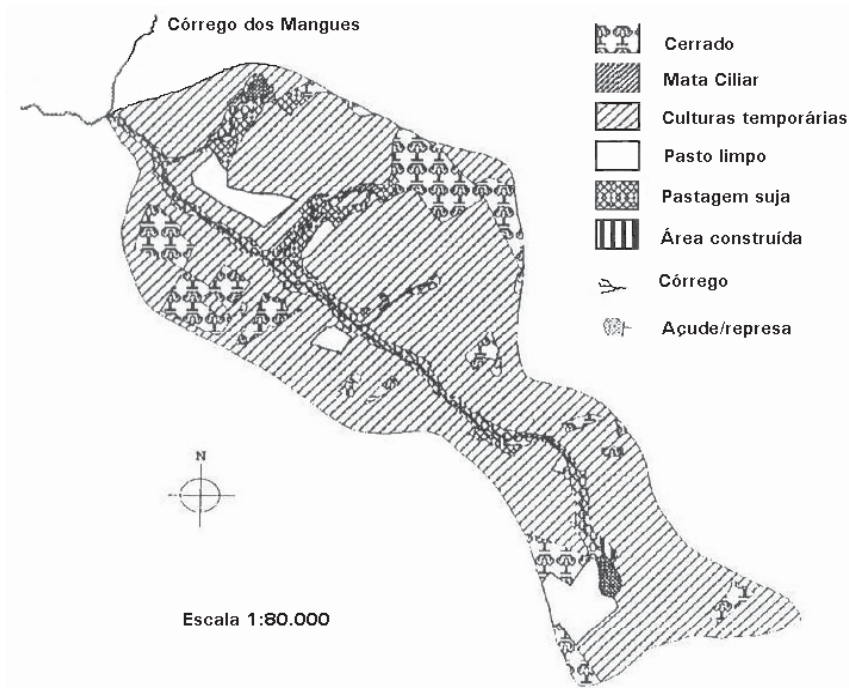 Córrego dos Mangues
Cerrado
Mata Ciliar
Culturas temporárias
Pasto limpo
Pastagem suja
Área construída
Córrego
Açude/represa
N
Escala 1:80.000